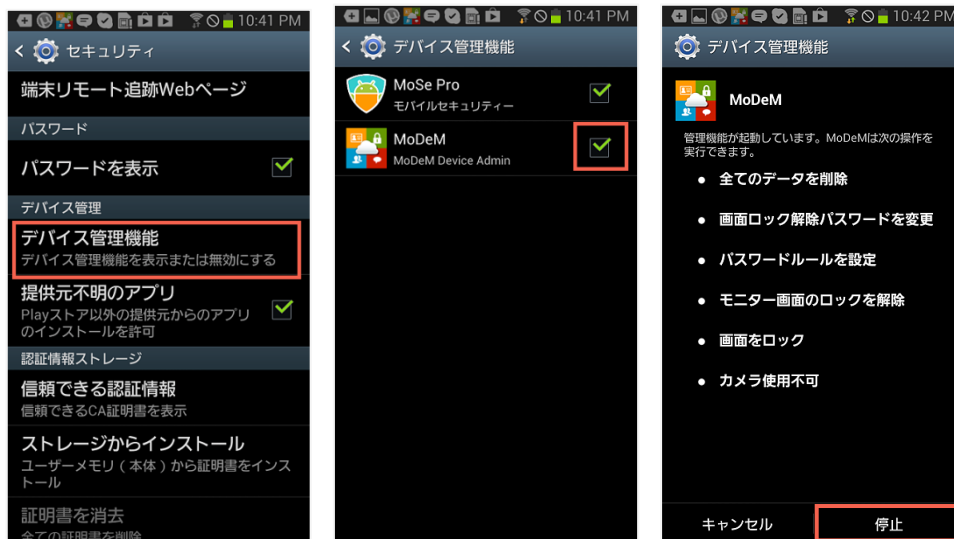 10:41 PM
セキュリティ
端末リモート追跡Webページ
パスワード
パスワードを表示
デバイス管理
デバイス管理機能
デバイス管理機能を表示または無効にする
提供元不明のアプリ
Playストア以外の提供元からのアプリ
のインストールを許可
認証情報ストレージ
信頼できる認証情報
信頼できるCA証明書を表示
ストレージからインストール
ユーザーメモリ ( 本体 ) から証明書をインス
トール
証明書を消去
全ての証明書を削除
10:41 PM
デバイス管理機能
MoSe Pro
モバイルセキュリティー
MoDeM
MoDeM Device Admin
10:42 PM
デバイス管理機能
MoDeM
管理機能が起動しています。MoDeMは次の操作を
実行できます。
● 全てのデータを削除
● 画面ロック解除パスワードを変更
● パスワードルールを設定
● モニター画面のロックを解除
● 画面をロック
● カメラ使用不可
キャンセル
停止